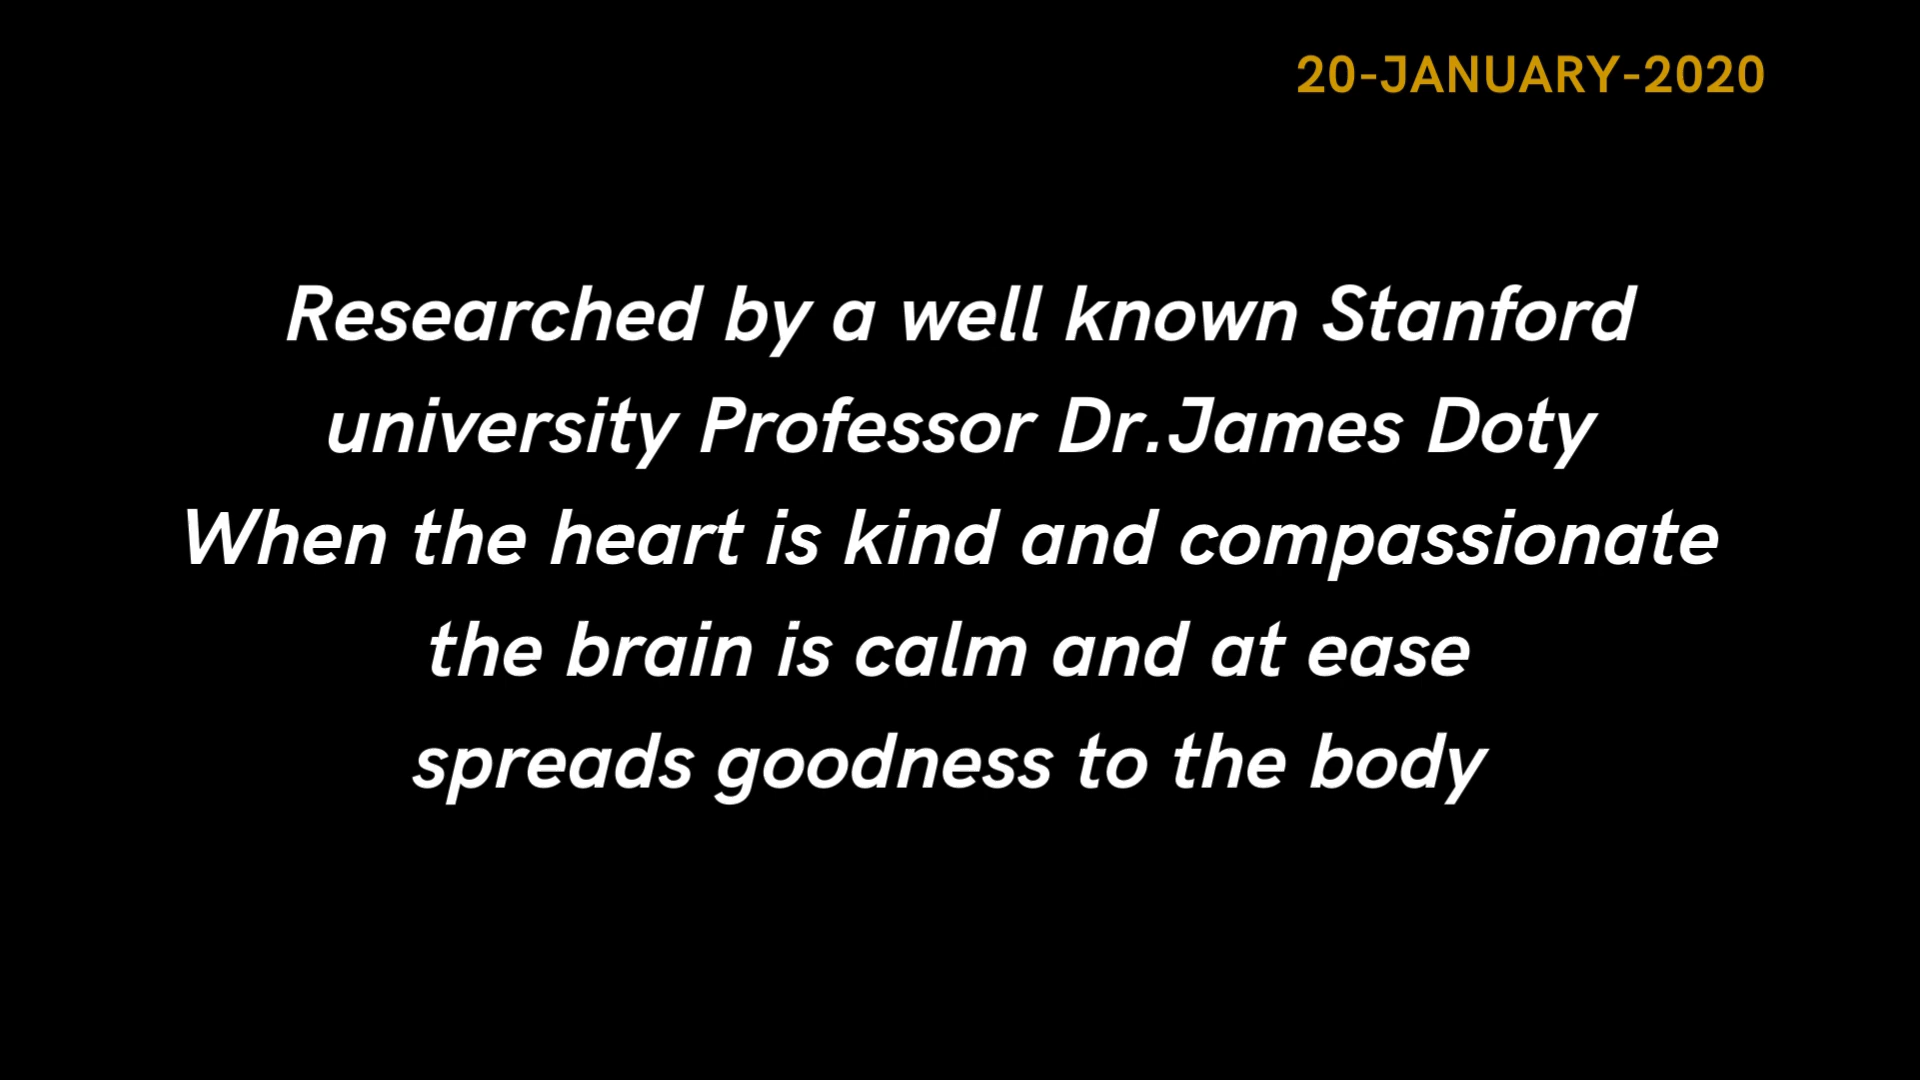 20-JANUARY-2020
Researched by a well known Stanford
university Professor Dr.James Doty
When the heart is kind and compassionate
the brain is calm and at ease
spreads goodness to the body